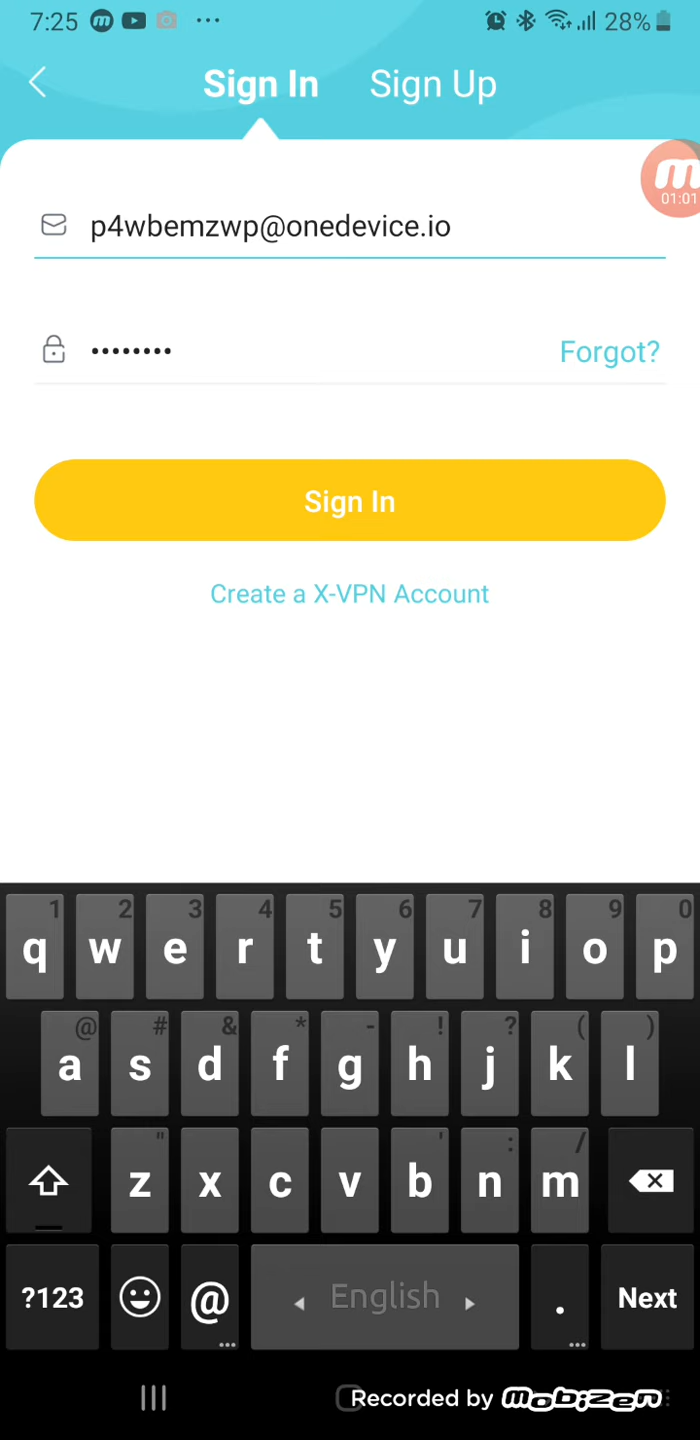 7:25 m ... 28%
Sign In Sign Up
m
01:01
p4wbemzwp@onedevice.io
•••••••• Forgot?
Sign In
Create a X-VPN Account
1 2 3 4 5 6 7 8 9 0
q w e r t y u i o p
@ # & * - ! ? ( )
a s d f g h j k l
" ' : /
z x c v b n m
?123 @ English . Next
... ...
Recorded by mobizen